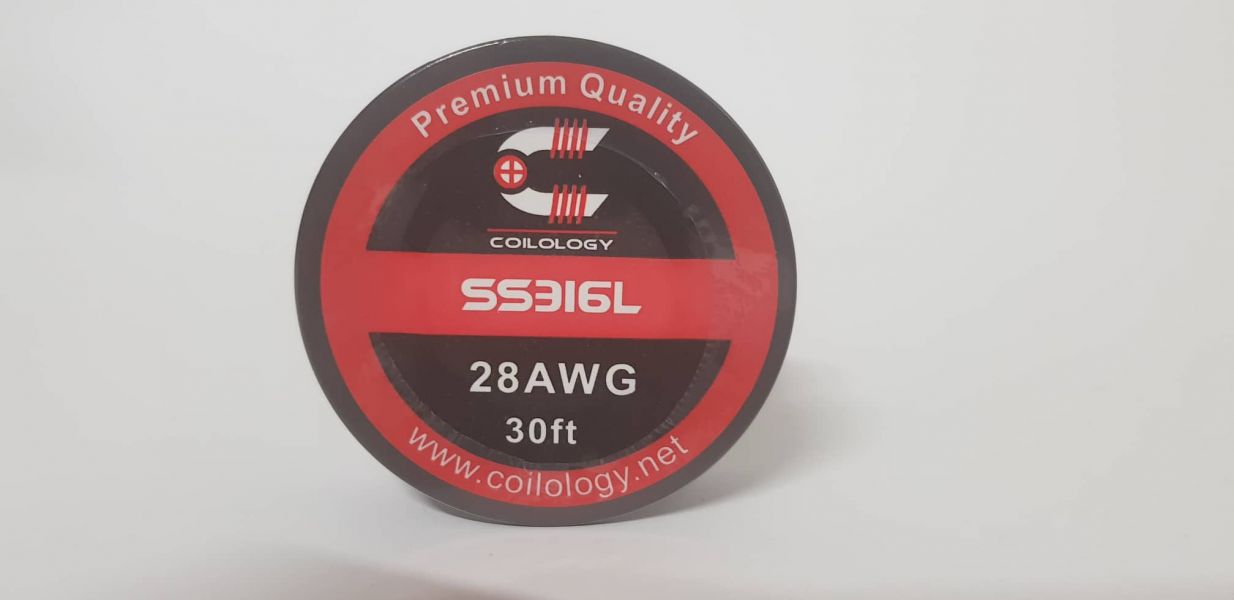 Premium Quality
COILOLOGY
SS316L
28AWG
30ft
www.coilology.net